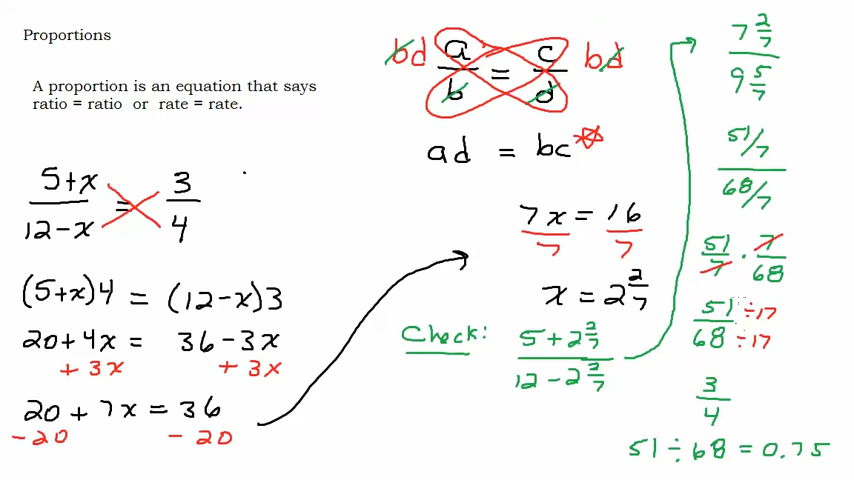 Proportions
A proportion is an equation that says
ratio = ratio or rate = rate.
bd a/b = c/d bd
ad = bc
(5+x)/(12-x) = 3/4
(5+x)4 = (12-x)3
20+4x = 36-3x
+3x +3x
20 + 7x = 36
-20 -20
7x = 16
7 7
x = 2 2/7
Check: (5+2 2/7)/(12-2 2/7)
7 2/7
9 5/7
51/7
68/7
51/7 · 7/68
51 ÷17
68 ÷17
3
4
51 ÷ 68 = 0.75